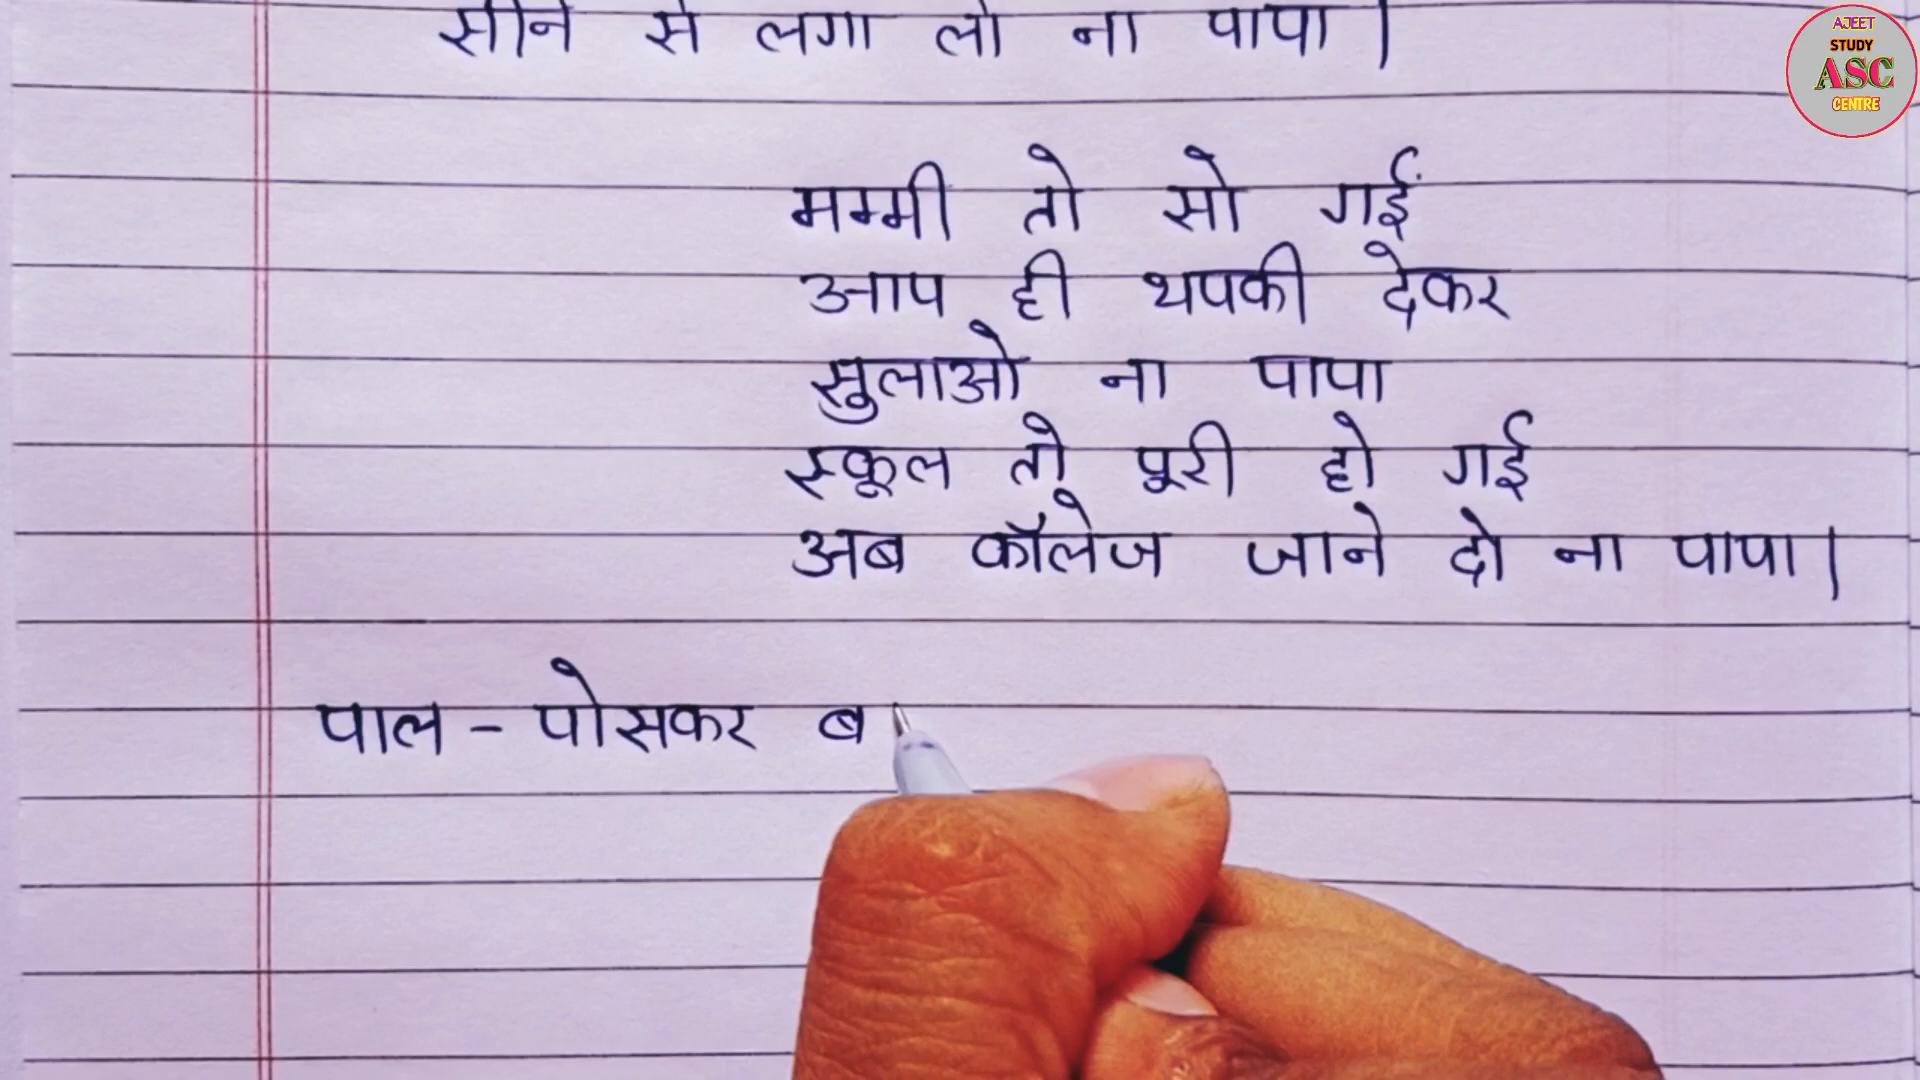 सीने से लगा लो ना पापा।
मम्मी तो सो गईं
आप ही थपकी देकर
सुलाओ ना पापा
स्कूल तो पूरी हो गई
अब कॉलेज जाने दो ना पापा।
पाल - पोसकर ब
AJEET
STUDY
ASC
CENTRE